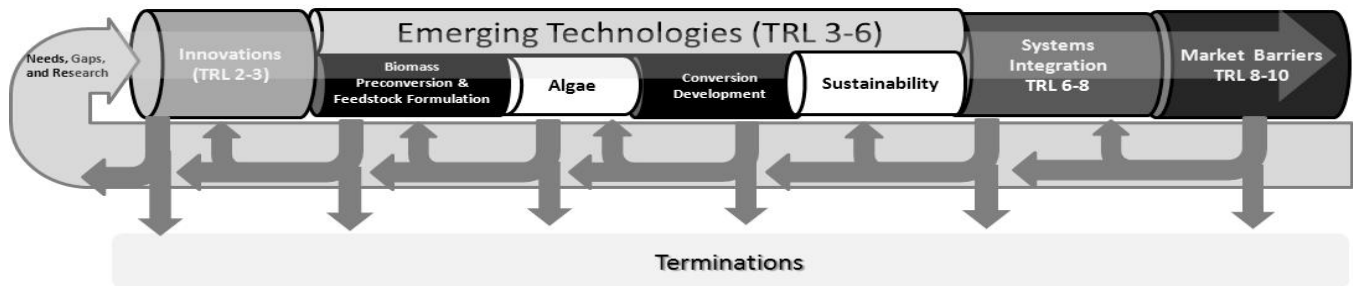 Needs, Gaps,
and Research
Innovations
(TRL 2-3)
Emerging Technologies (TRL 3-6)
Biomass
Preconversion &
Feedstock Formulation
Algae
Conversion
Development
Sustainability
Systems
Integration
TRL 6-8
Market Barriers
TRL 8-10
Terminations